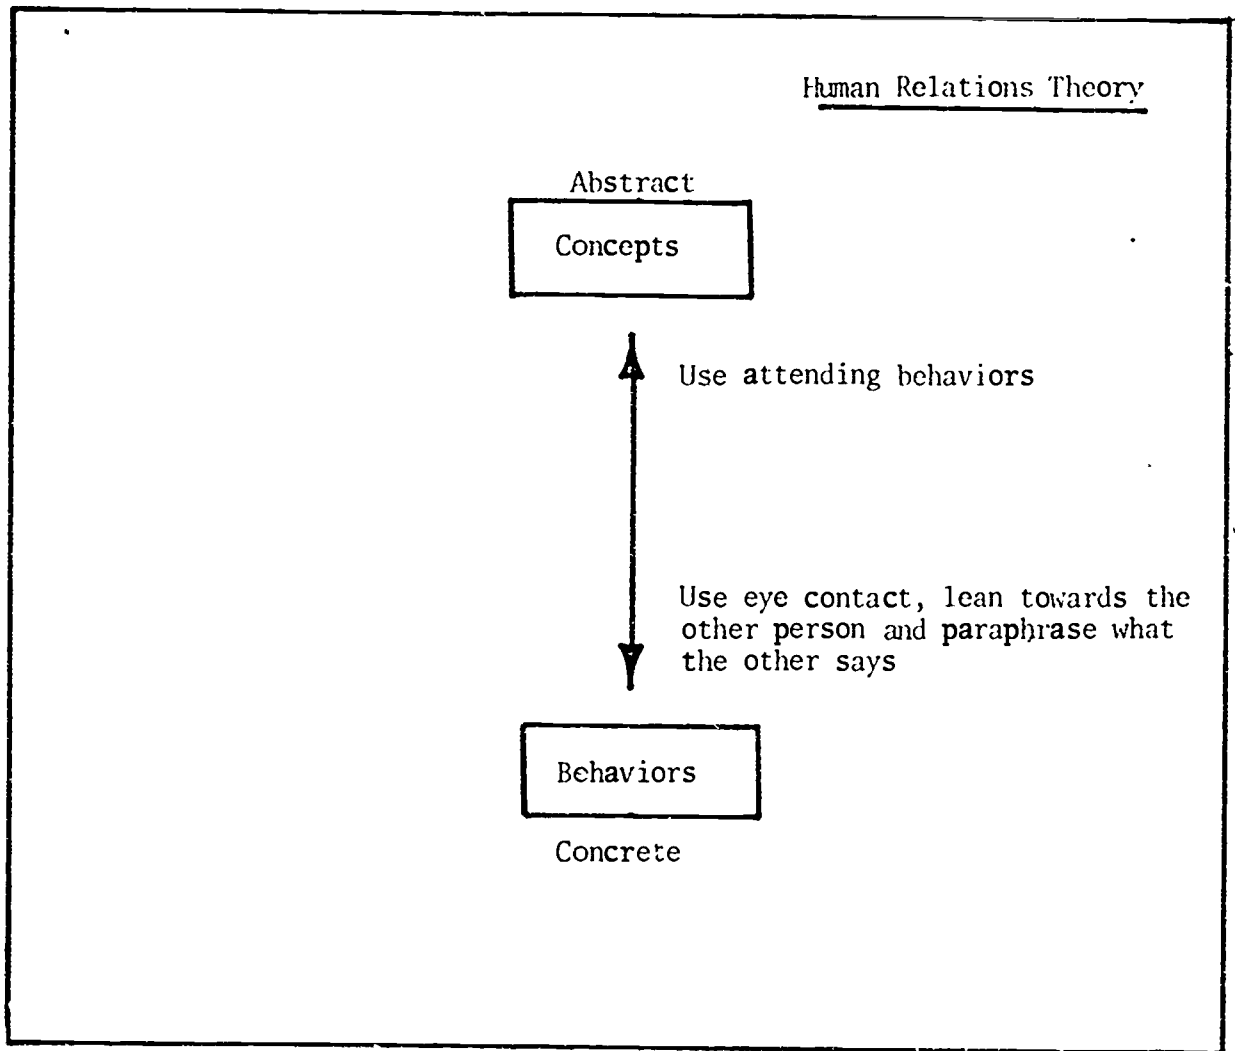 Human Relations Theory
Abstract
Concepts
Use attending behaviors
Use eye contact, lean towards the
other person and paraphrase what
the other says
Behaviors
Concrete